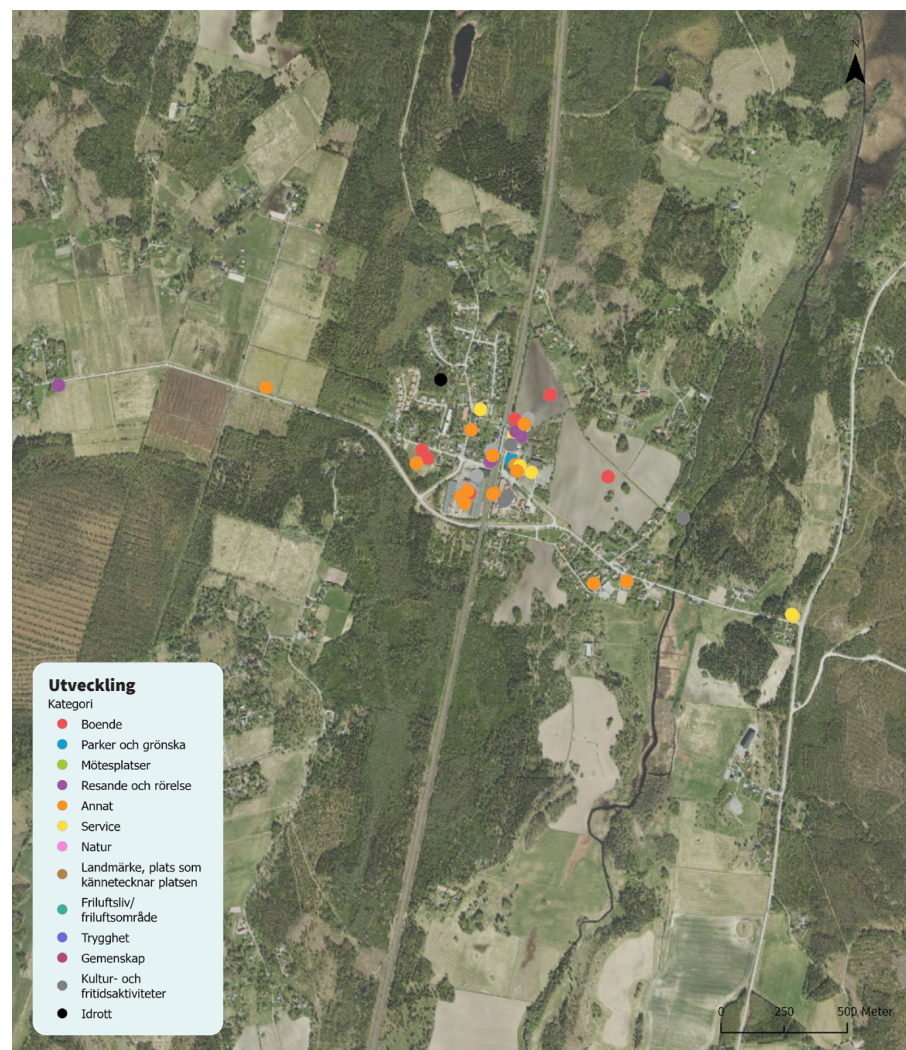 N
Utveckling
Kategori
Boende
Parker och grönska
Mötesplatser
Resande och rörelse
Annat
Service
Natur
Landmärke, plats som
kännetecknar platsen
Friluftsliv/
friluftsområde
Trygghet
Gemenskap
Kultur- och
fritidsaktiviteter
Idrott
0 250 500 Meter